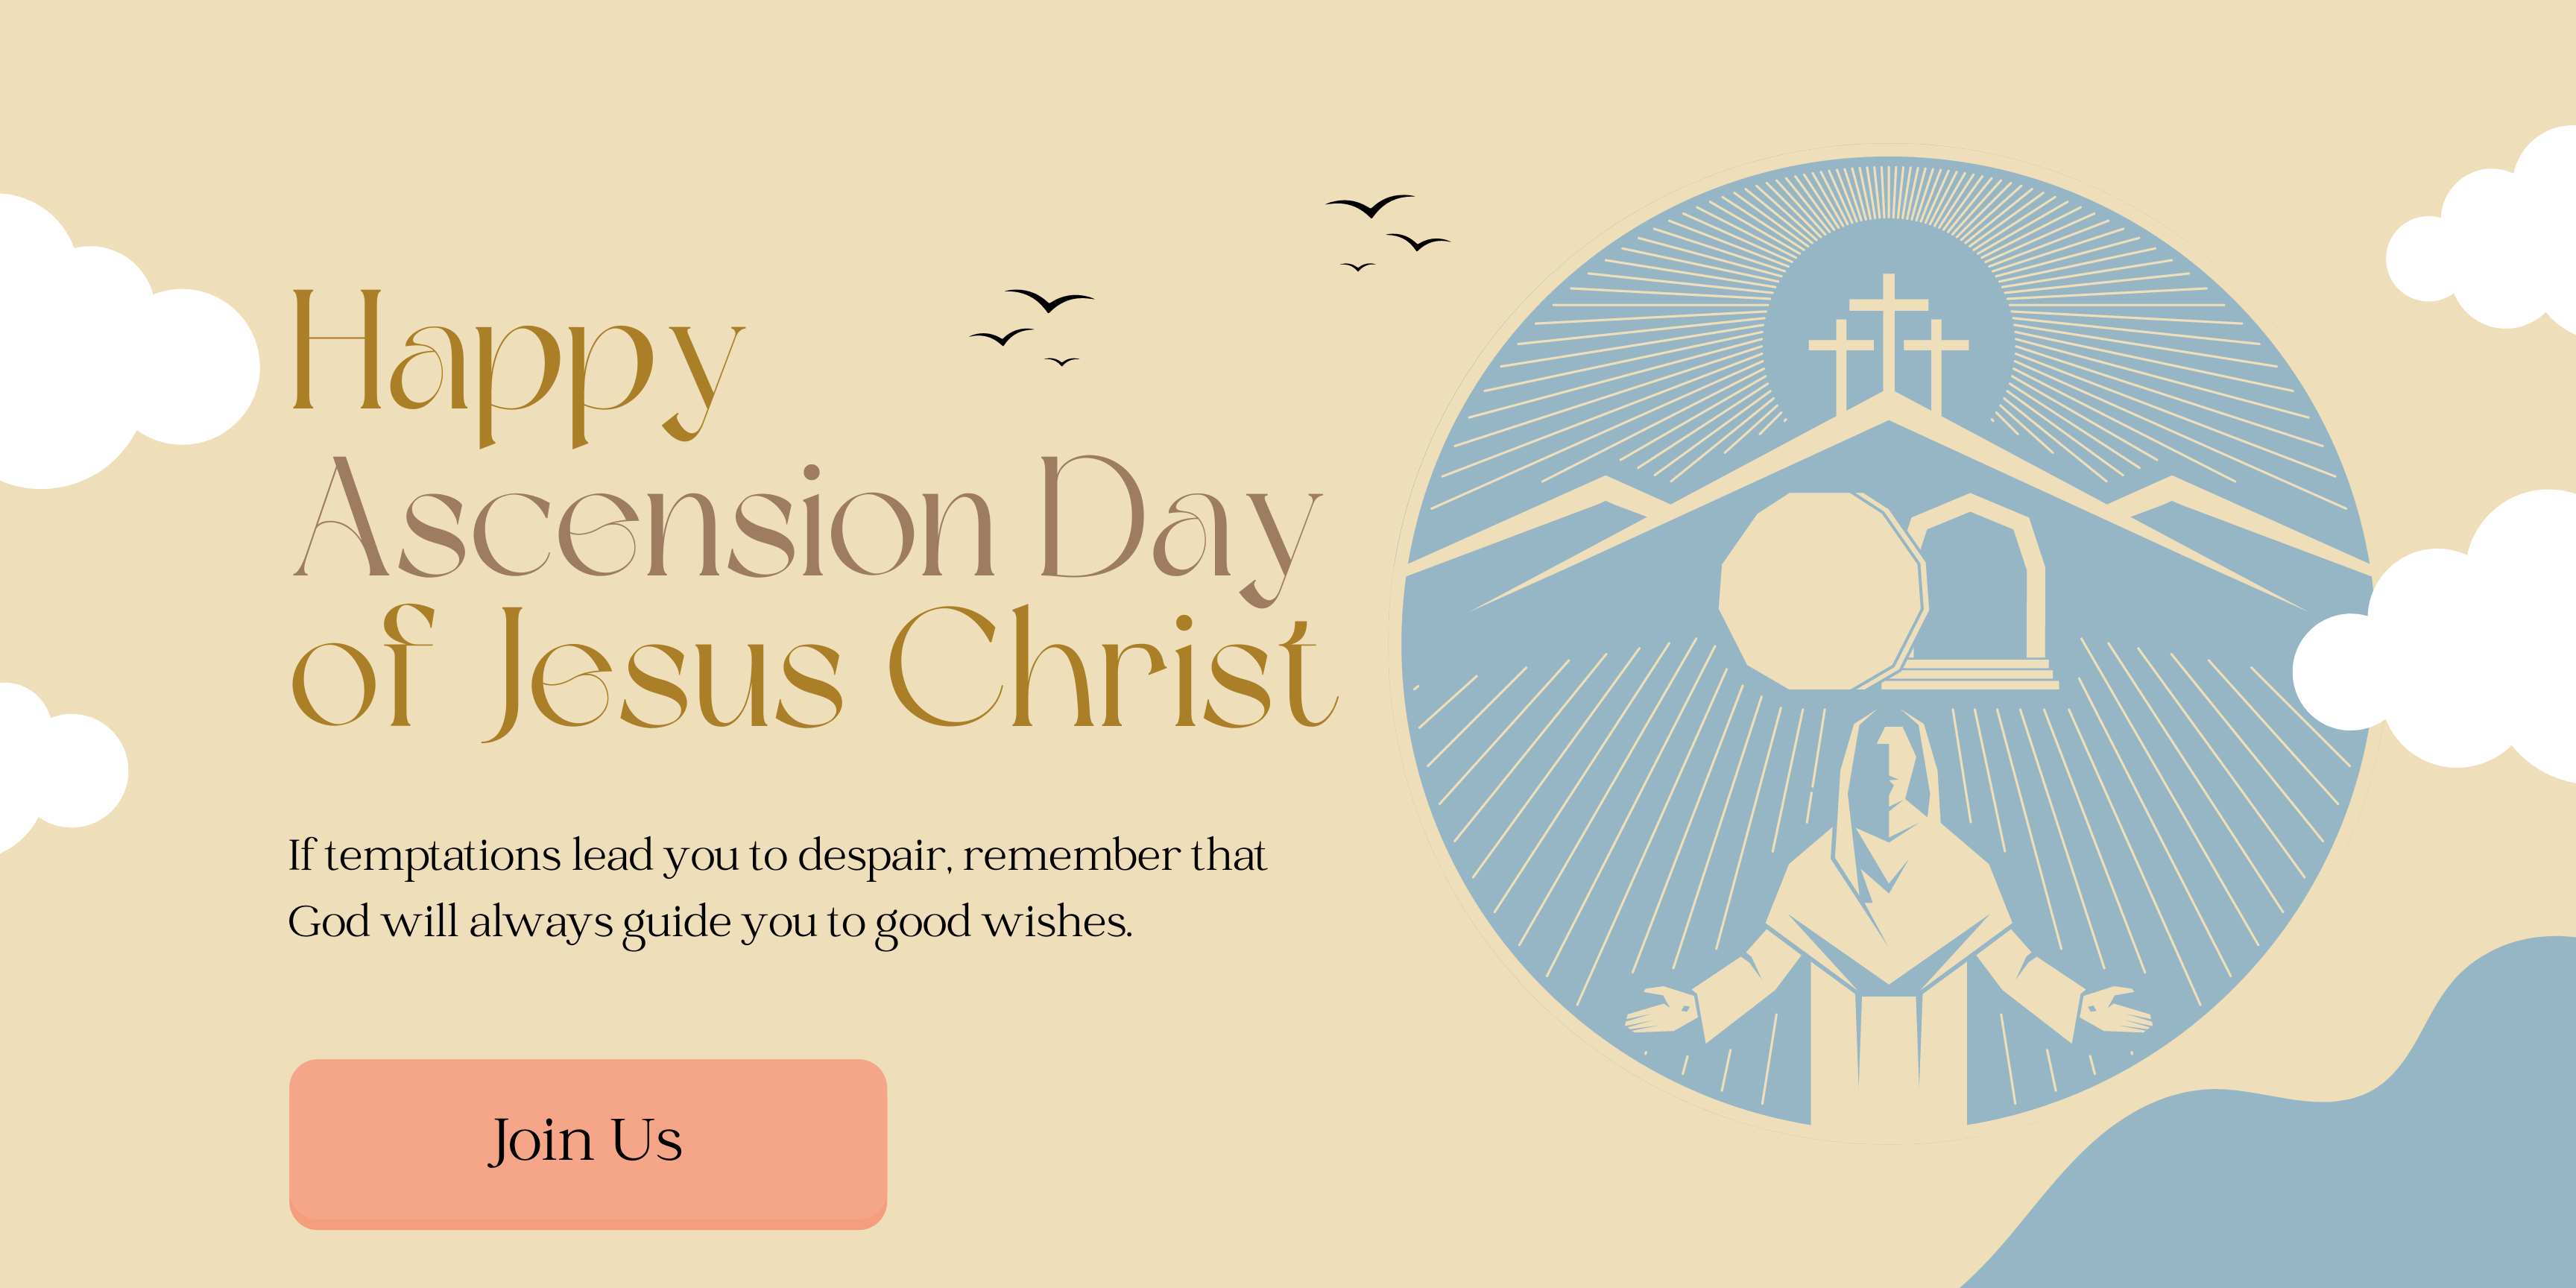 Happy
Ascension Day
of Jesus Christ
If temptations lead you to despair, remember that
God will always guide you to good wishes.
Join Us